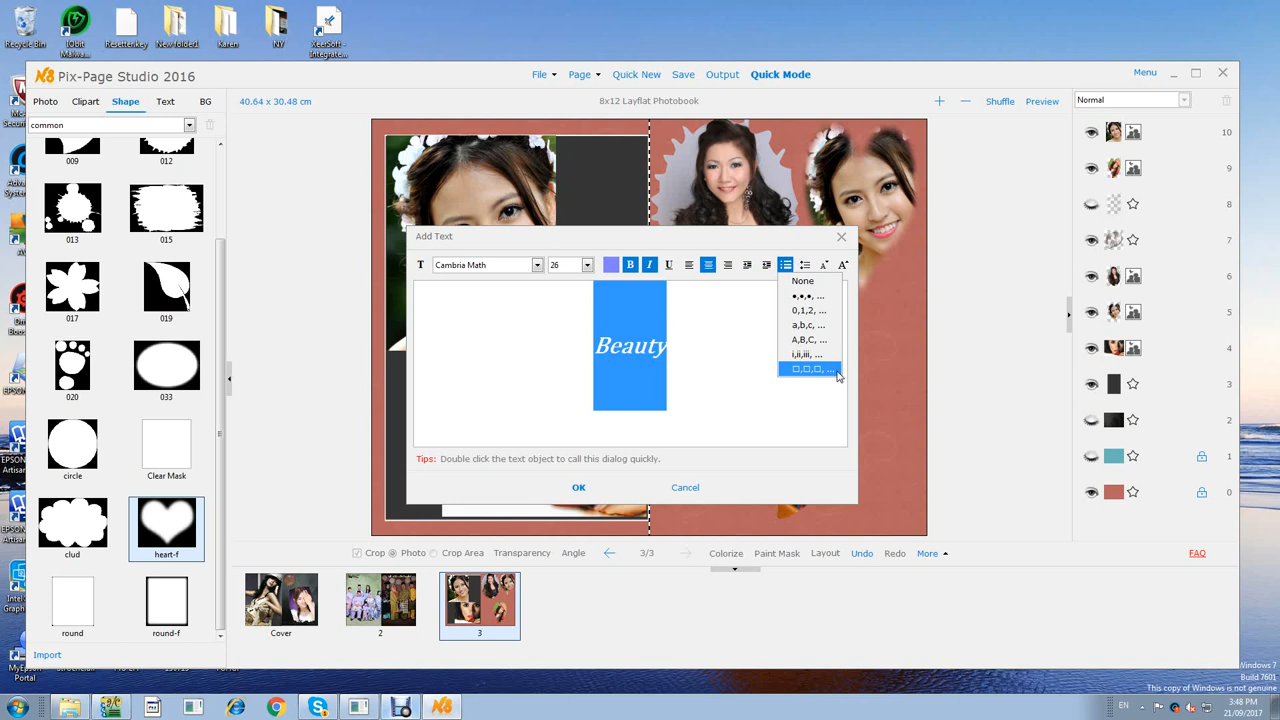 Recycle Bin
IObit Malwa...
Resettenkey
New folder1
Karen
NY
XeerSoft - Integrate...
N8 Pix-Page Studio 2016
File Page Quick New Save Output Quick Mode
Menu
Photo Clipart Shape Text BG
40.64 x 30.48 cm
8x12 Layflat Photobook
+ − Shuffle Preview
Normal
common
009 012
013 015
017 019
020 033
circle Clear Mask
clud heart-f
round round-f
Import
Add Text
T Cambria Math 26 B I U
None
●,●,●, ...
0,1,2, ...
a,b,c, ...
A,B,C, ...
i,ii,iii, ...
□,□,□, ...
Beauty
Tips: Double click the text object to call this dialog quickly.
OK Cancel
10
9
8
7
6
5
4
3
2
1
0
Crop Photo Crop Area Transparency Angle 3/3 Colorize Paint Mask Layout Undo Redo More
FAQ
Cover 2 3
Portal
Windows 7
Build 7601
This copy of Windows is not genuine
EN
3:48 PM
21/09/2017